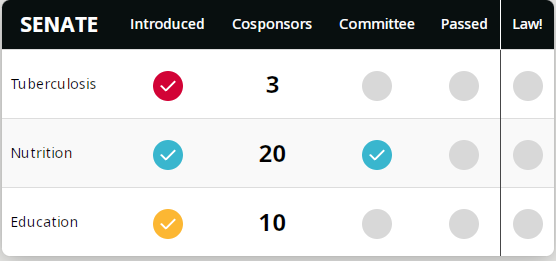 SENATE Introduced Cosponsors Committee Passed Law!
Tuberculosis 3
Nutrition 20
Education 10